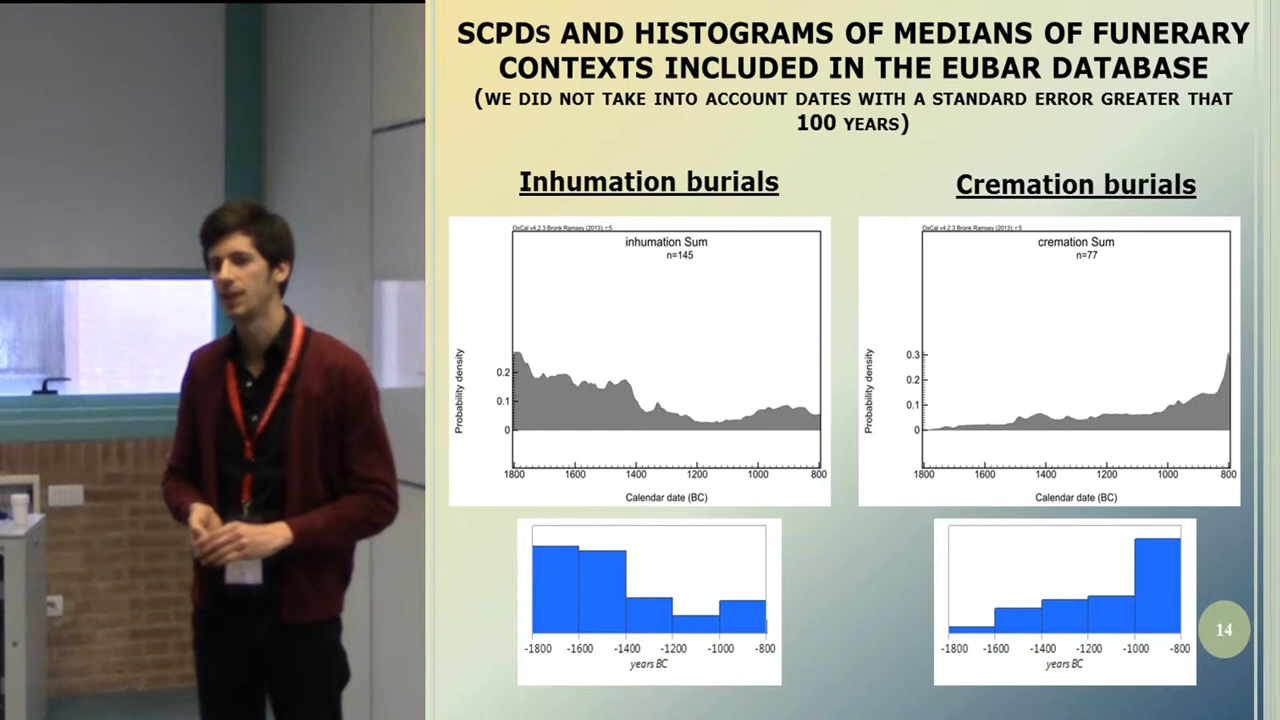 SCPDs AND HISTOGRAMS OF MEDIANS OF FUNERARY
CONTEXTS INCLUDED IN THE EUBAR DATABASE
(WE DID NOT TAKE INTO ACCOUNT DATES WITH A STANDARD ERROR GREATER THAT
100 YEARS)
Inhumation burials
Cremation burials
OxCal v4.2.3 Bronk Ramsey (2013); r:5
inhumation Sum
n=145
Probability density
0.2
0.1
0
1800 1600 1400 1200 1000 800
Calendar date (BC)
OxCal v4.2.3 Bronk Ramsey (2013); r:5
cremation Sum
n=77
Probability density
0.3
0.2
0.1
0
1800 1600 1400 1200 1000 800
Calendar date (BC)
-1800 -1600 -1400 -1200 -1000 -800
years BC
-1800 -1600 -1400 -1200 -1000 -800
years BC
14